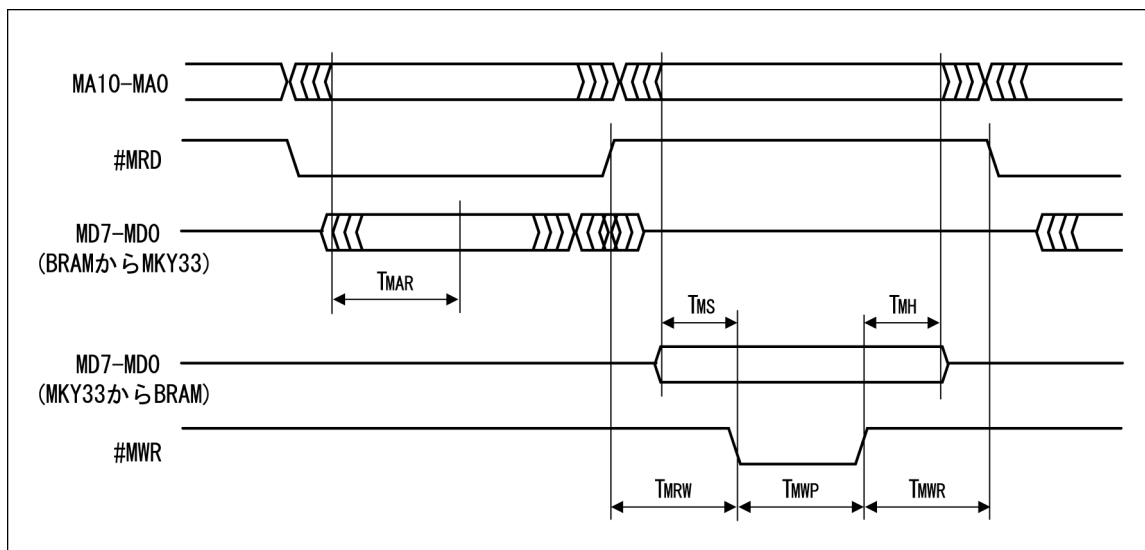 MA10-MA0
#MRD
MD7-MD0
(BRAMからMKY33)
TMAR
TMS
TMH
MD7-MD0
(MKY33からBRAM)
#MWR
TMRW
TMWP
TMWR